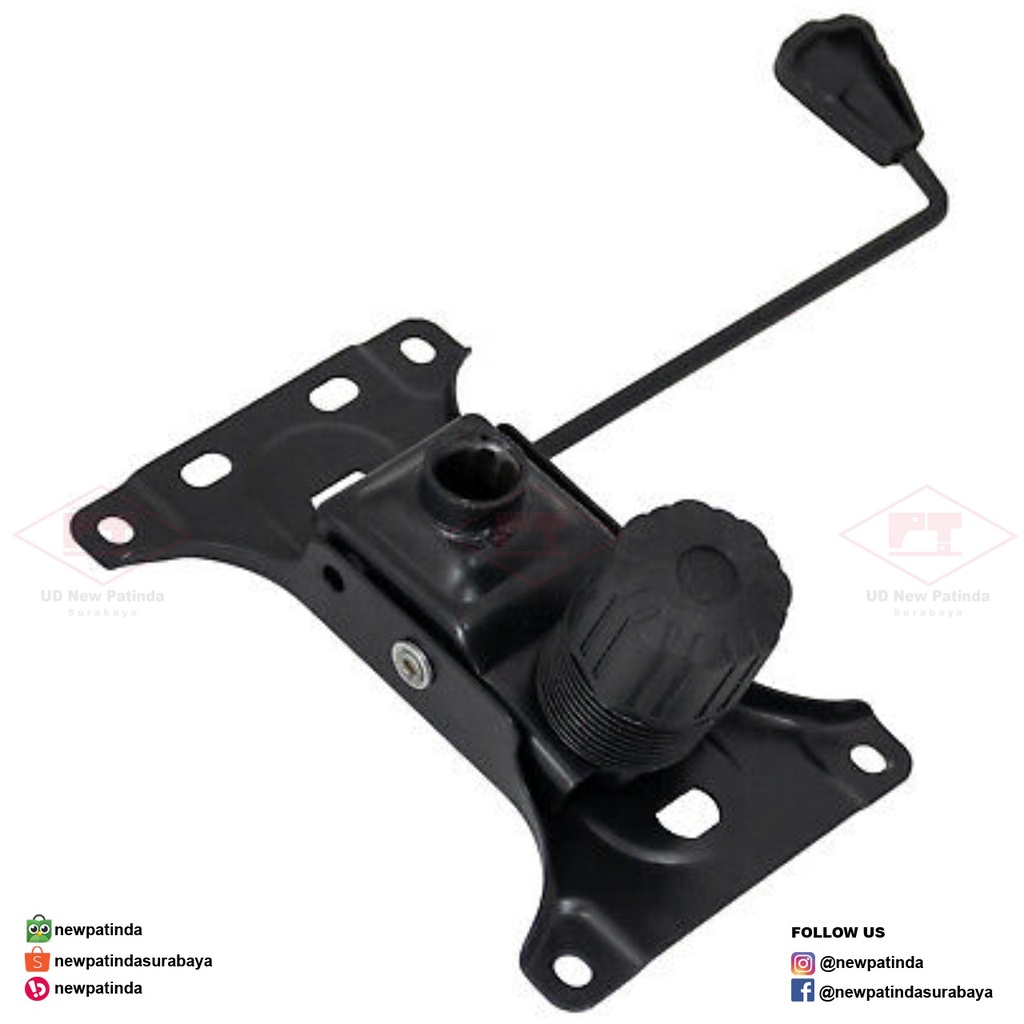 UD New Patinda
Surabaya
UD New Patinda
Surabaya
newpatinda
newpatindasurabaya
newpatinda
FOLLOW US
@newpatinda
@newpatindasurabaya